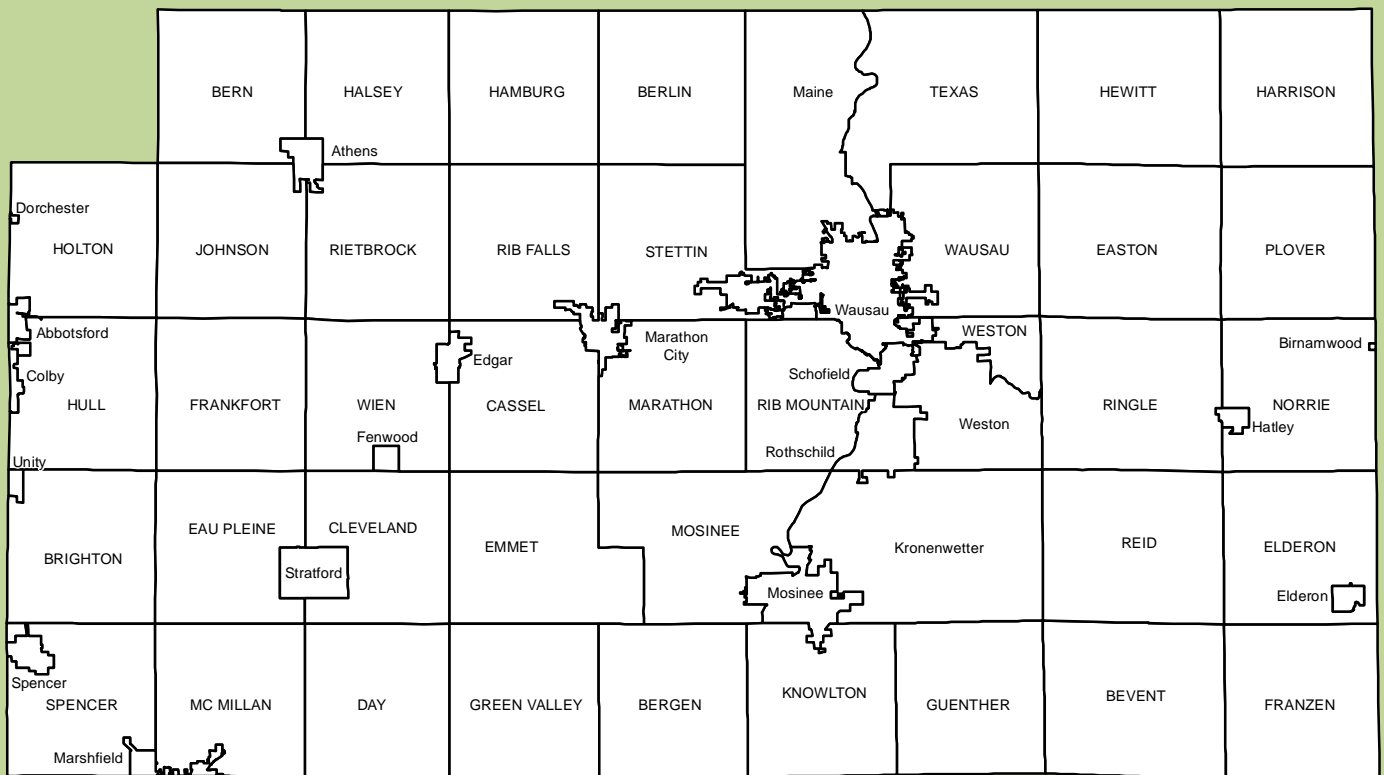 BERN
HALSEY
HAMBURG
BERLIN
Maine
TEXAS
HEWITT
HARRISON
Athens
Dorchester
HOLTON
JOHNSON
RIETBROCK
RIB FALLS
STETTIN
WAUSAU
EASTON
PLOVER
Wausau
Abbotsford
Edgar
Marathon
City
WESTON
Birnamwood
Colby
Schofield
HULL
FRANKFORT
WIEN
CASSEL
MARATHON
RIB MOUNTAIN
Weston
RINGLE
NORRIE
Hatley
Fenwood
Rothschild
Unity
EAU PLEINE
CLEVELAND
MOSINEE
BRIGHTON
EMMET
Kronenwetter
REID
ELDERON
Stratford
Mosinee
Elderon
Spencer
SPENCER
MC MILLAN
DAY
GREEN VALLEY
BERGEN
KNOWLTON
GUENTHER
BEVENT
FRANZEN
Marshfield